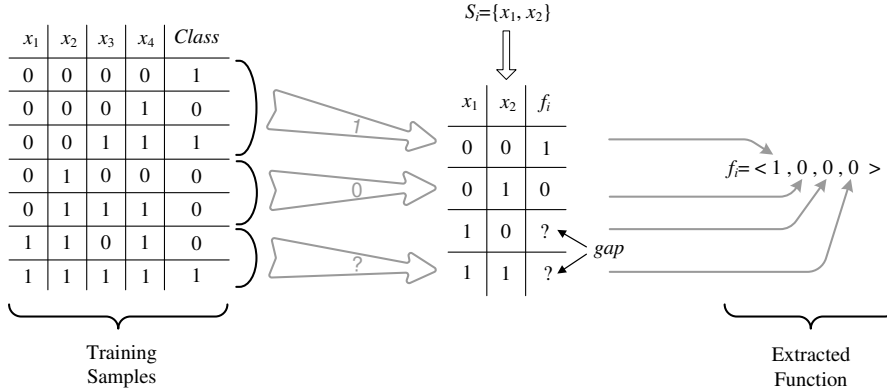 S_i={x_1, x_2}
x_1 x_2 x_3 x_4 Class
0 0 0 0 1
0 0 0 1 0
0 0 1 1 1
0 1 0 0 0
0 1 1 1 0
1 1 0 1 0
1 1 1 1 1
1
0
?
x_1 x_2 f_i
0 0 1
0 1 0
1 0 ?
1 1 ?
gap
f_i= < 1 , 0 , 0 , 0 >
Training
Samples
Extracted
Function